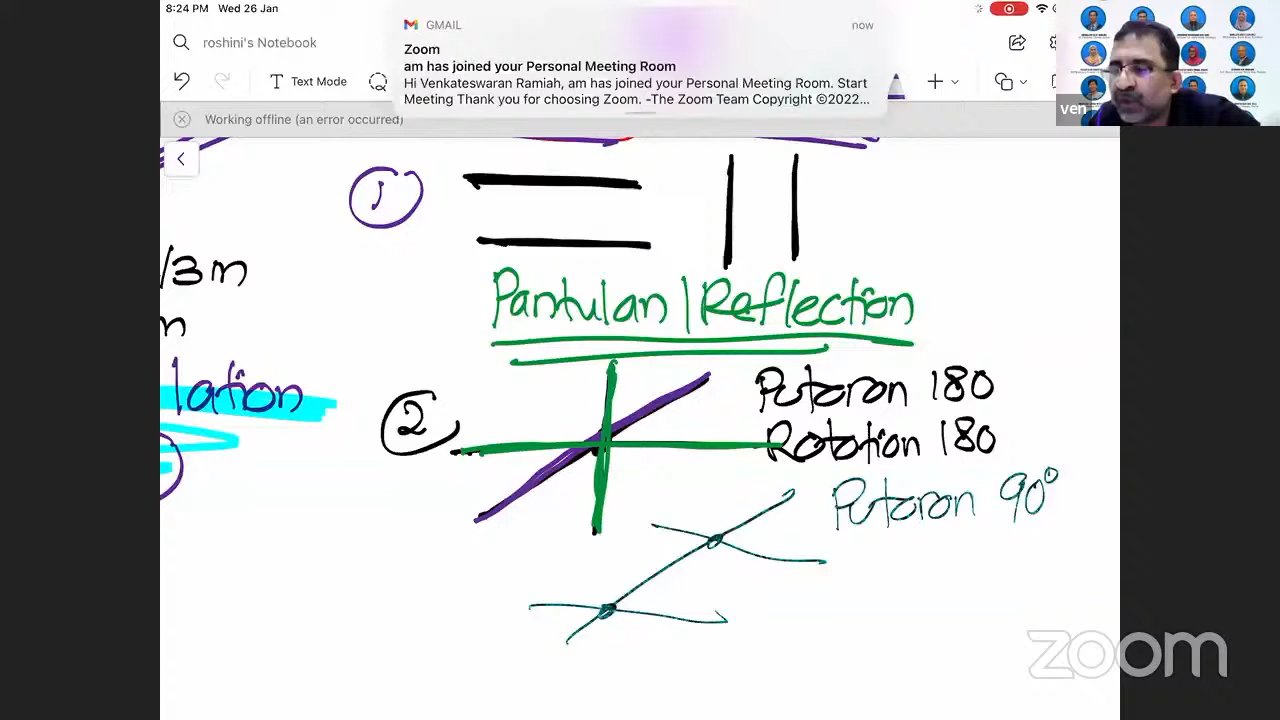 8:24 PM Wed 26 Jan
GMAIL
now
Zoom
am has joined your Personal Meeting Room
Hi Venkateswaran Ramah, am has joined your Personal Meeting Room. Start
Meeting Thank you for choosing Zoom. -The Zoom Team Copyright ©2022...
roshini's Notebook
Text Mode
ven
Working offline (an error occurred)
1
/3m
m
Pantulan | Reflection
lation
2
Putaran 180
Rotation 180
Putaran 90°
zoom